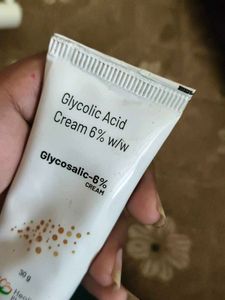 Glycolic Acid
Cream 6% w/w
Glycosalic-6%
CREAM
30 g